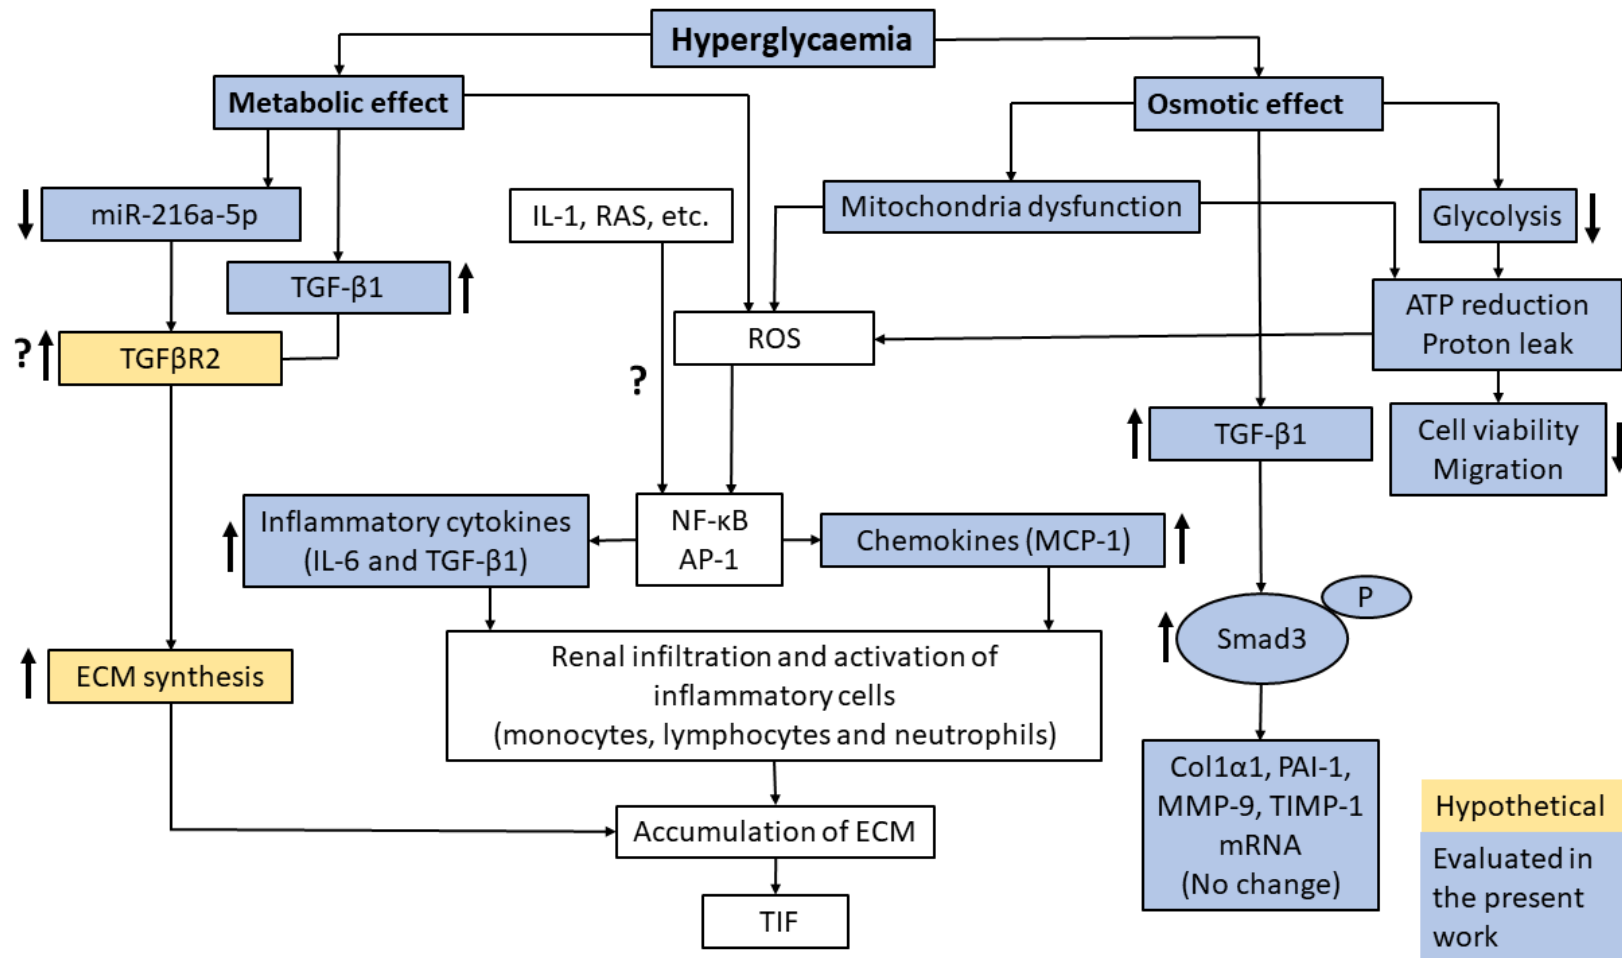 Hyperglycaemia
Metabolic effect
Osmotic effect
miR-216a-5p
IL-1, RAS, etc.
Mitochondria dysfunction
Glycolysis
TGF-β1
ATP reduction
Proton leak
ROS
?
TGFβR2
?
TGF-β1
Cell viability
Migration
Inflammatory cytokines
(IL-6 and TGF-β1)
NF-κB
AP-1
Chemokines (MCP-1)
P
Smad3
ECM synthesis
Renal infiltration and activation of
inflammatory cells
(monocytes, lymphocytes and neutrophils)
Col1α1, PAI-1,
MMP-9, TIMP-1
mRNA
(No change)
Accumulation of ECM
TIF
Hypothetical
Evaluated in
the present
work